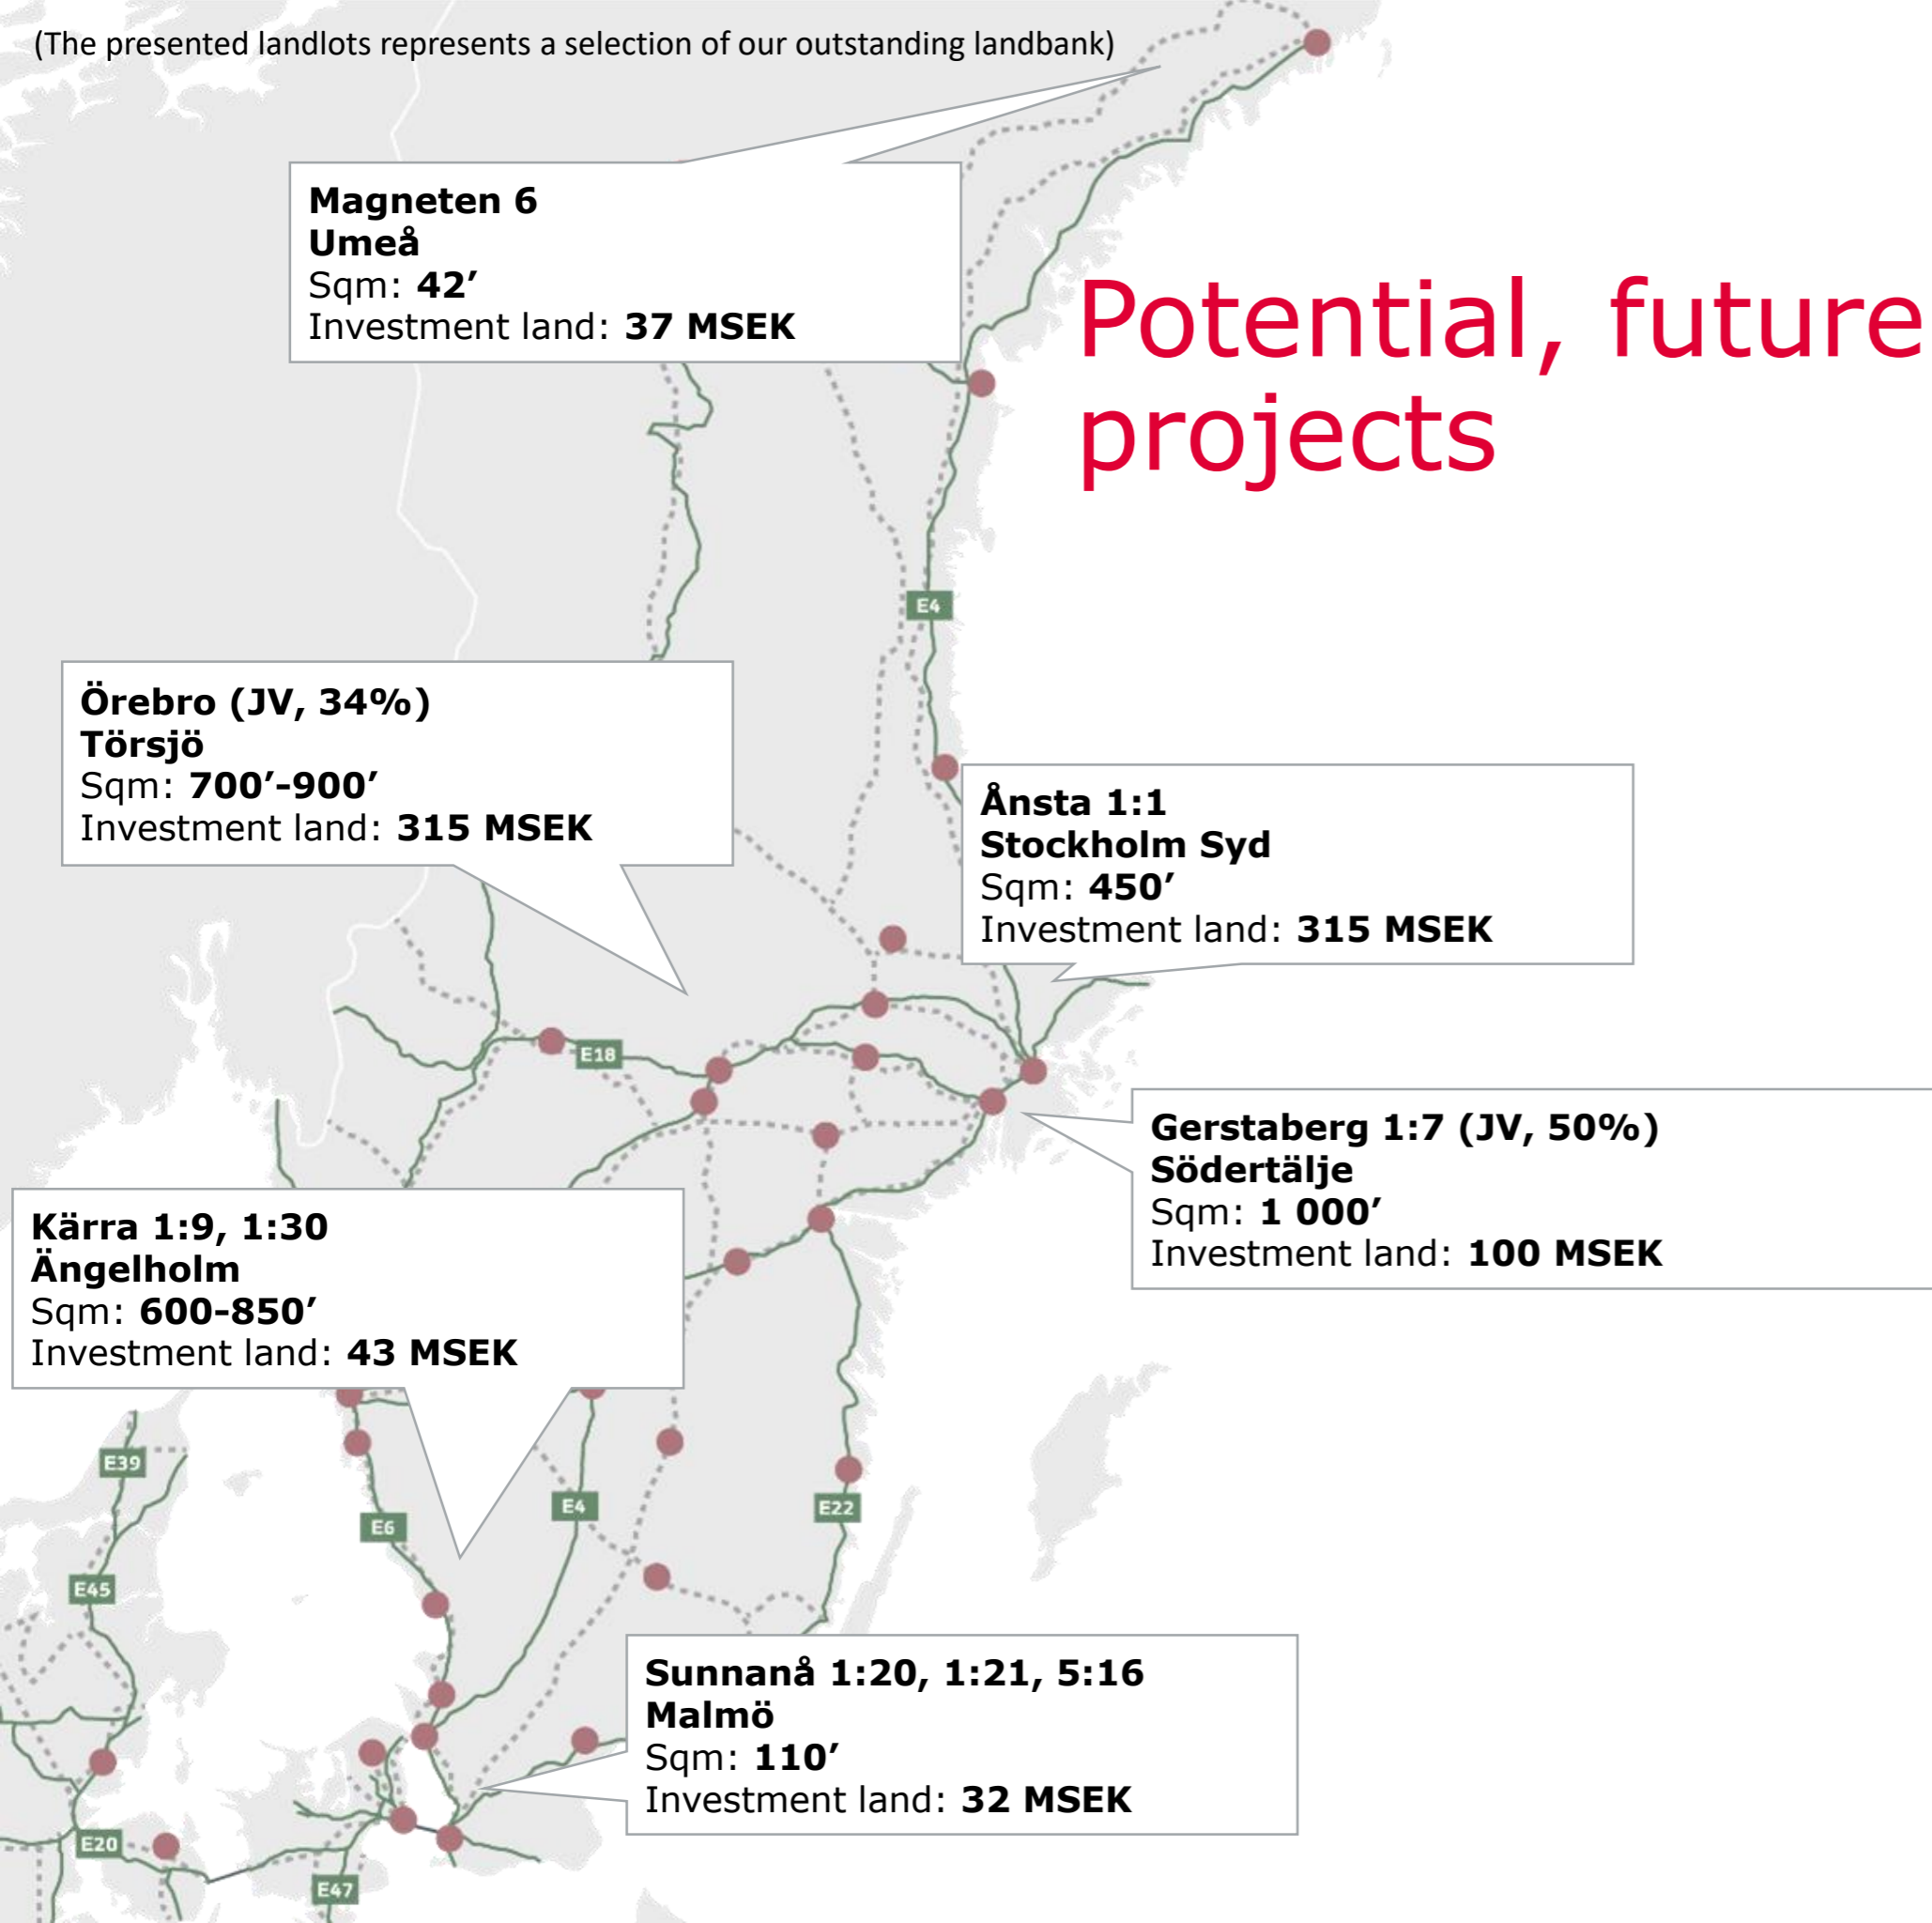 (The presented landlots represents a selection of our outstanding landbank)
Magneten 6
Umeå
Sqm: 42’
Investment land: 37 MSEK
Potential, future
projects
E4
Örebro (JV, 34%)
Törsjö
Sqm: 700’-900’
Investment land: 315 MSEK
Ånsta 1:1
Stockholm Syd
Sqm: 450’
Investment land: 315 MSEK
E18
Gerstaberg 1:7 (JV, 50%)
Södertälje
Sqm: 1 000’
Investment land: 100 MSEK
Kärra 1:9, 1:30
Ängelholm
Sqm: 600-850’
Investment land: 43 MSEK
E39
E6
E4
E22
E45
Sunnanå 1:20, 1:21, 5:16
Malmö
Sqm: 110’
Investment land: 32 MSEK
E20
E47